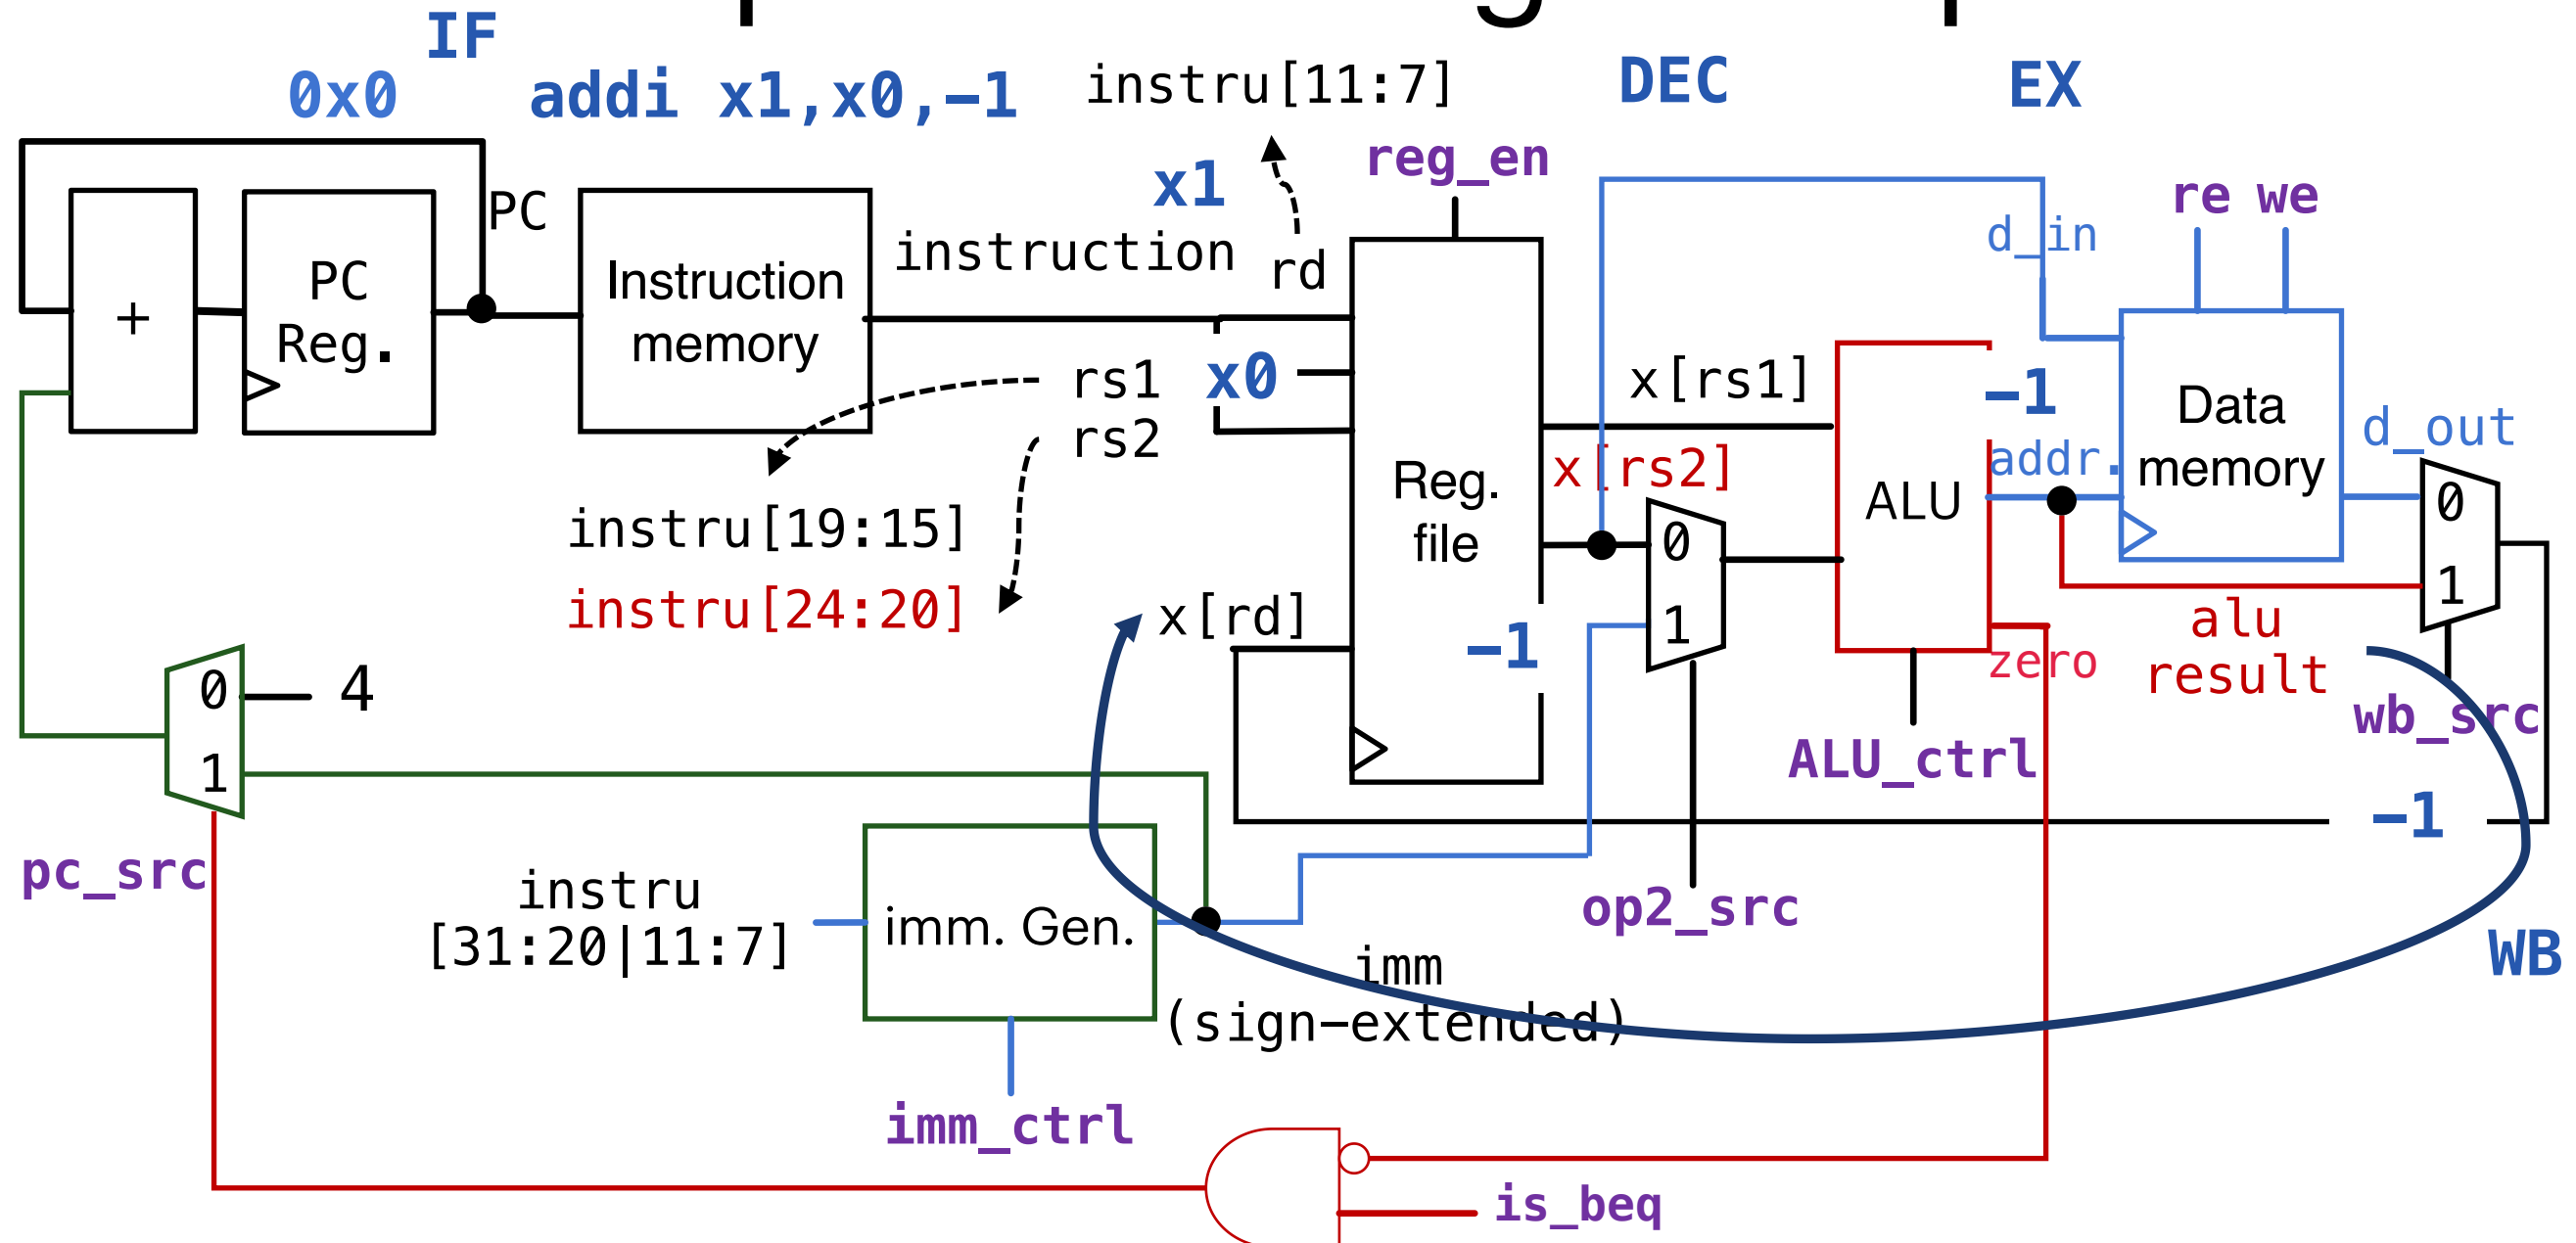 IF
0x0
addi x1,x0,−1
instru[11:7]
DEC
EX
x1
reg_en
re we
PC
instruction
rd
d_in
PC
Reg.
+
Instruction
memory
rs1
x0
rs2
x[rs1]
−1
Data
memory
d_out
x[rs2]
addr.
ALU
Reg.
file
0
1
0
1
instru[19:15]
instru[24:20]
x[rd]
−1
zero
alu
result
wb_src
0
4
1
ALU_ctrl
−1
pc_src
instru
[31:20|11:7]
imm. Gen.
op2_src
imm
(sign−extended)
WB
imm_ctrl
is_beq